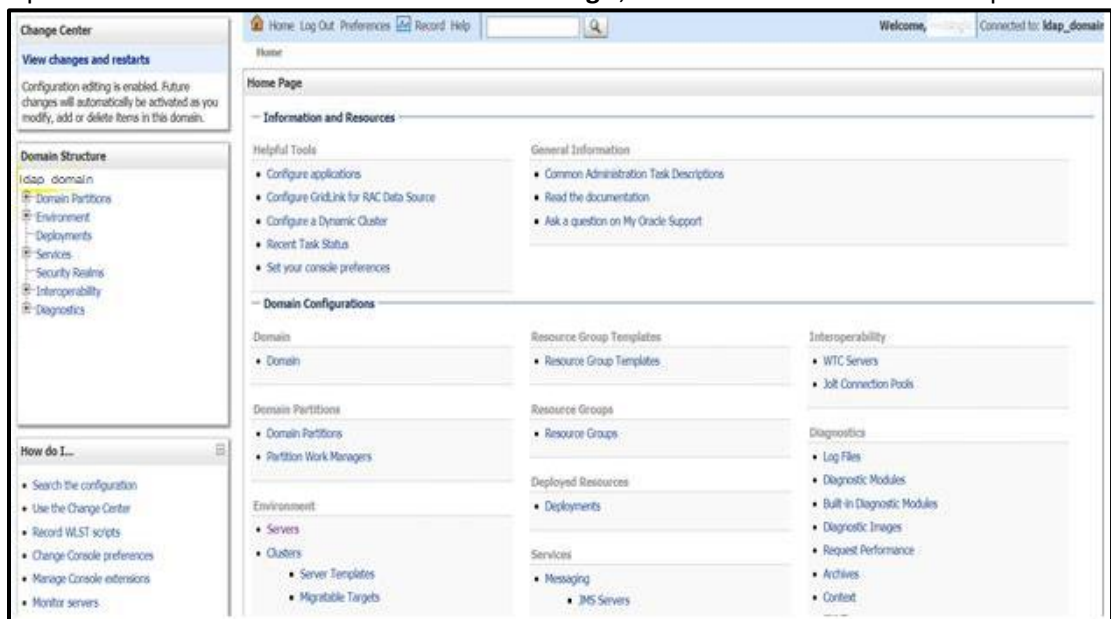 Change Center
View changes and restarts
Configuration editing is enabled. Future
changes will automatically be activated as you
modify, add or delete items in this domain.
Domain Structure
ldap_domain
Domain Partitions
Environment
Deployments
Services
Security Realms
Interoperability
Diagnostics
How do I...
Search the configuration
Use the Change Center
Record WLST scripts
Change Console preferences
Manage Console extensions
Monitor servers
Home Log Out Preferences Record Help
Welcome, Connected to: ldap_domain
Home
Home Page
Information and Resources
Helpful Tools
Configure applications
Configure GridLink for RAC Data Source
Configure a Dynamic Cluster
Recent Task Status
Set your console preferences
General Information
Common Administration Task Descriptions
Read the documentation
Ask a question on My Oracle Support
Domain Configurations
Domain
Domain
Domain Partitions
Domain Partitions
Partition Work Managers
Environment
Servers
Clusters
Server Templates
Migratable Targets
Resource Group Templates
Resource Group Templates
Resource Groups
Resource Groups
Deployed Resources
Deployments
Services
Messaging
JMS Servers
Interoperability
WTC Servers
Jolt Connection Pools
Diagnostics
Log Files
Diagnostic Modules
Built-in Diagnostic Modules
Diagnostic Images
Request Performance
Archives
Context